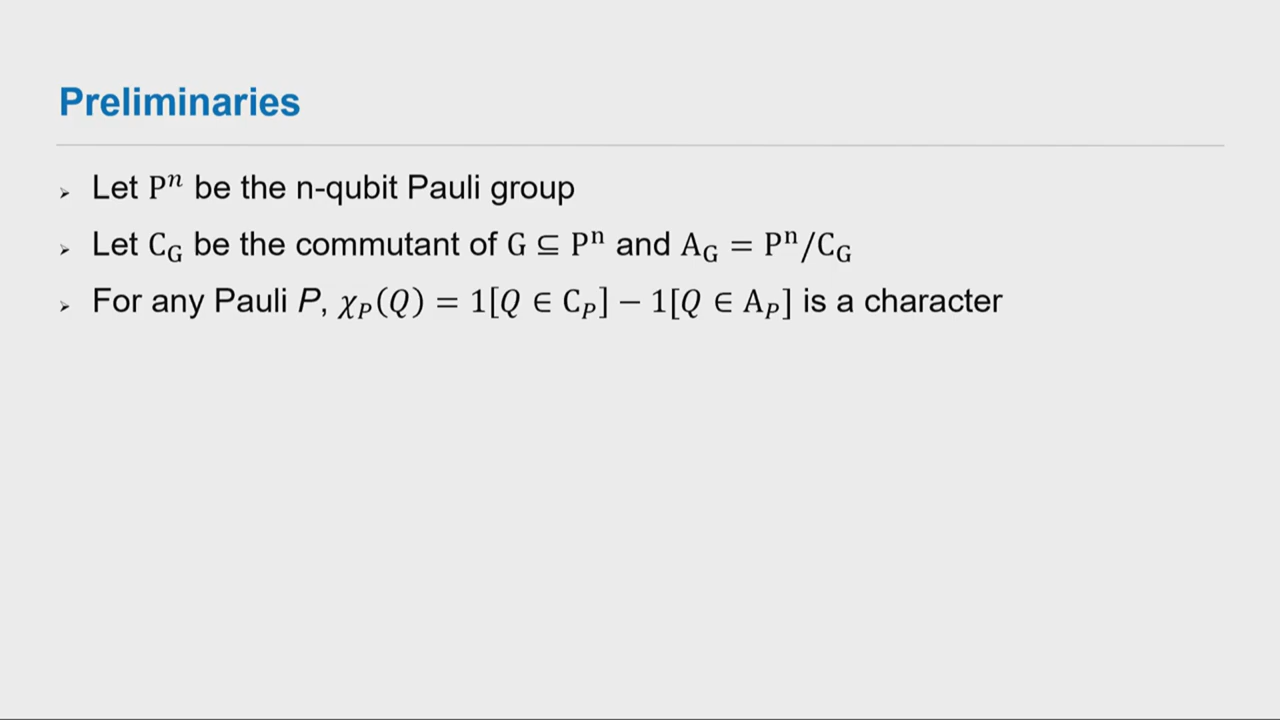 Preliminaries
➢ Let Pⁿ be the n-qubit Pauli group
➢ Let C_G be the commutant of G ⊆ Pⁿ and A_G = Pⁿ/C_G
➢ For any Pauli P, χ_P(Q) = 1[Q ∈ C_P] − 1[Q ∈ A_P] is a character